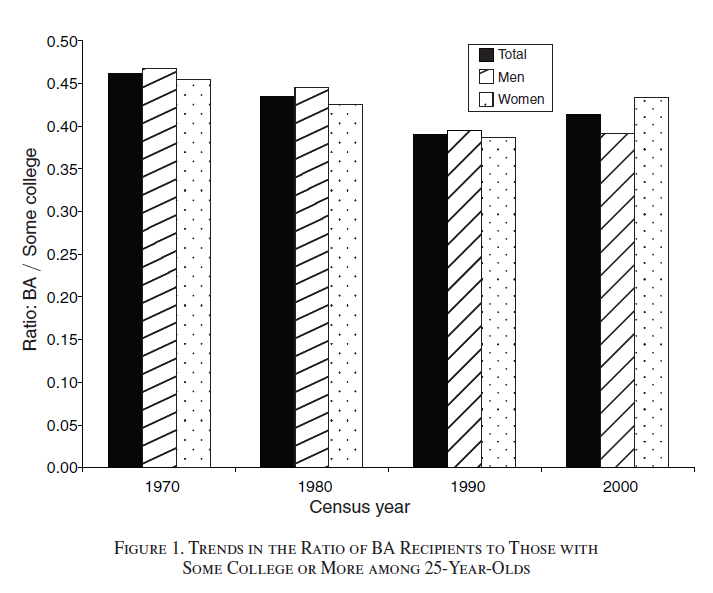 0.50
0.45
0.40
0.35
0.30
0.25
0.20
0.15
0.10
0.05
0.00
Ratio: BA / Some college
Total
Men
Women
1970 1980 1990 2000
Census year
FIGURE 1. TRENDS IN THE RATIO OF BA RECIPIENTS TO THOSE WITH
SOME COLLEGE OR MORE AMONG 25-YEAR-OLDS